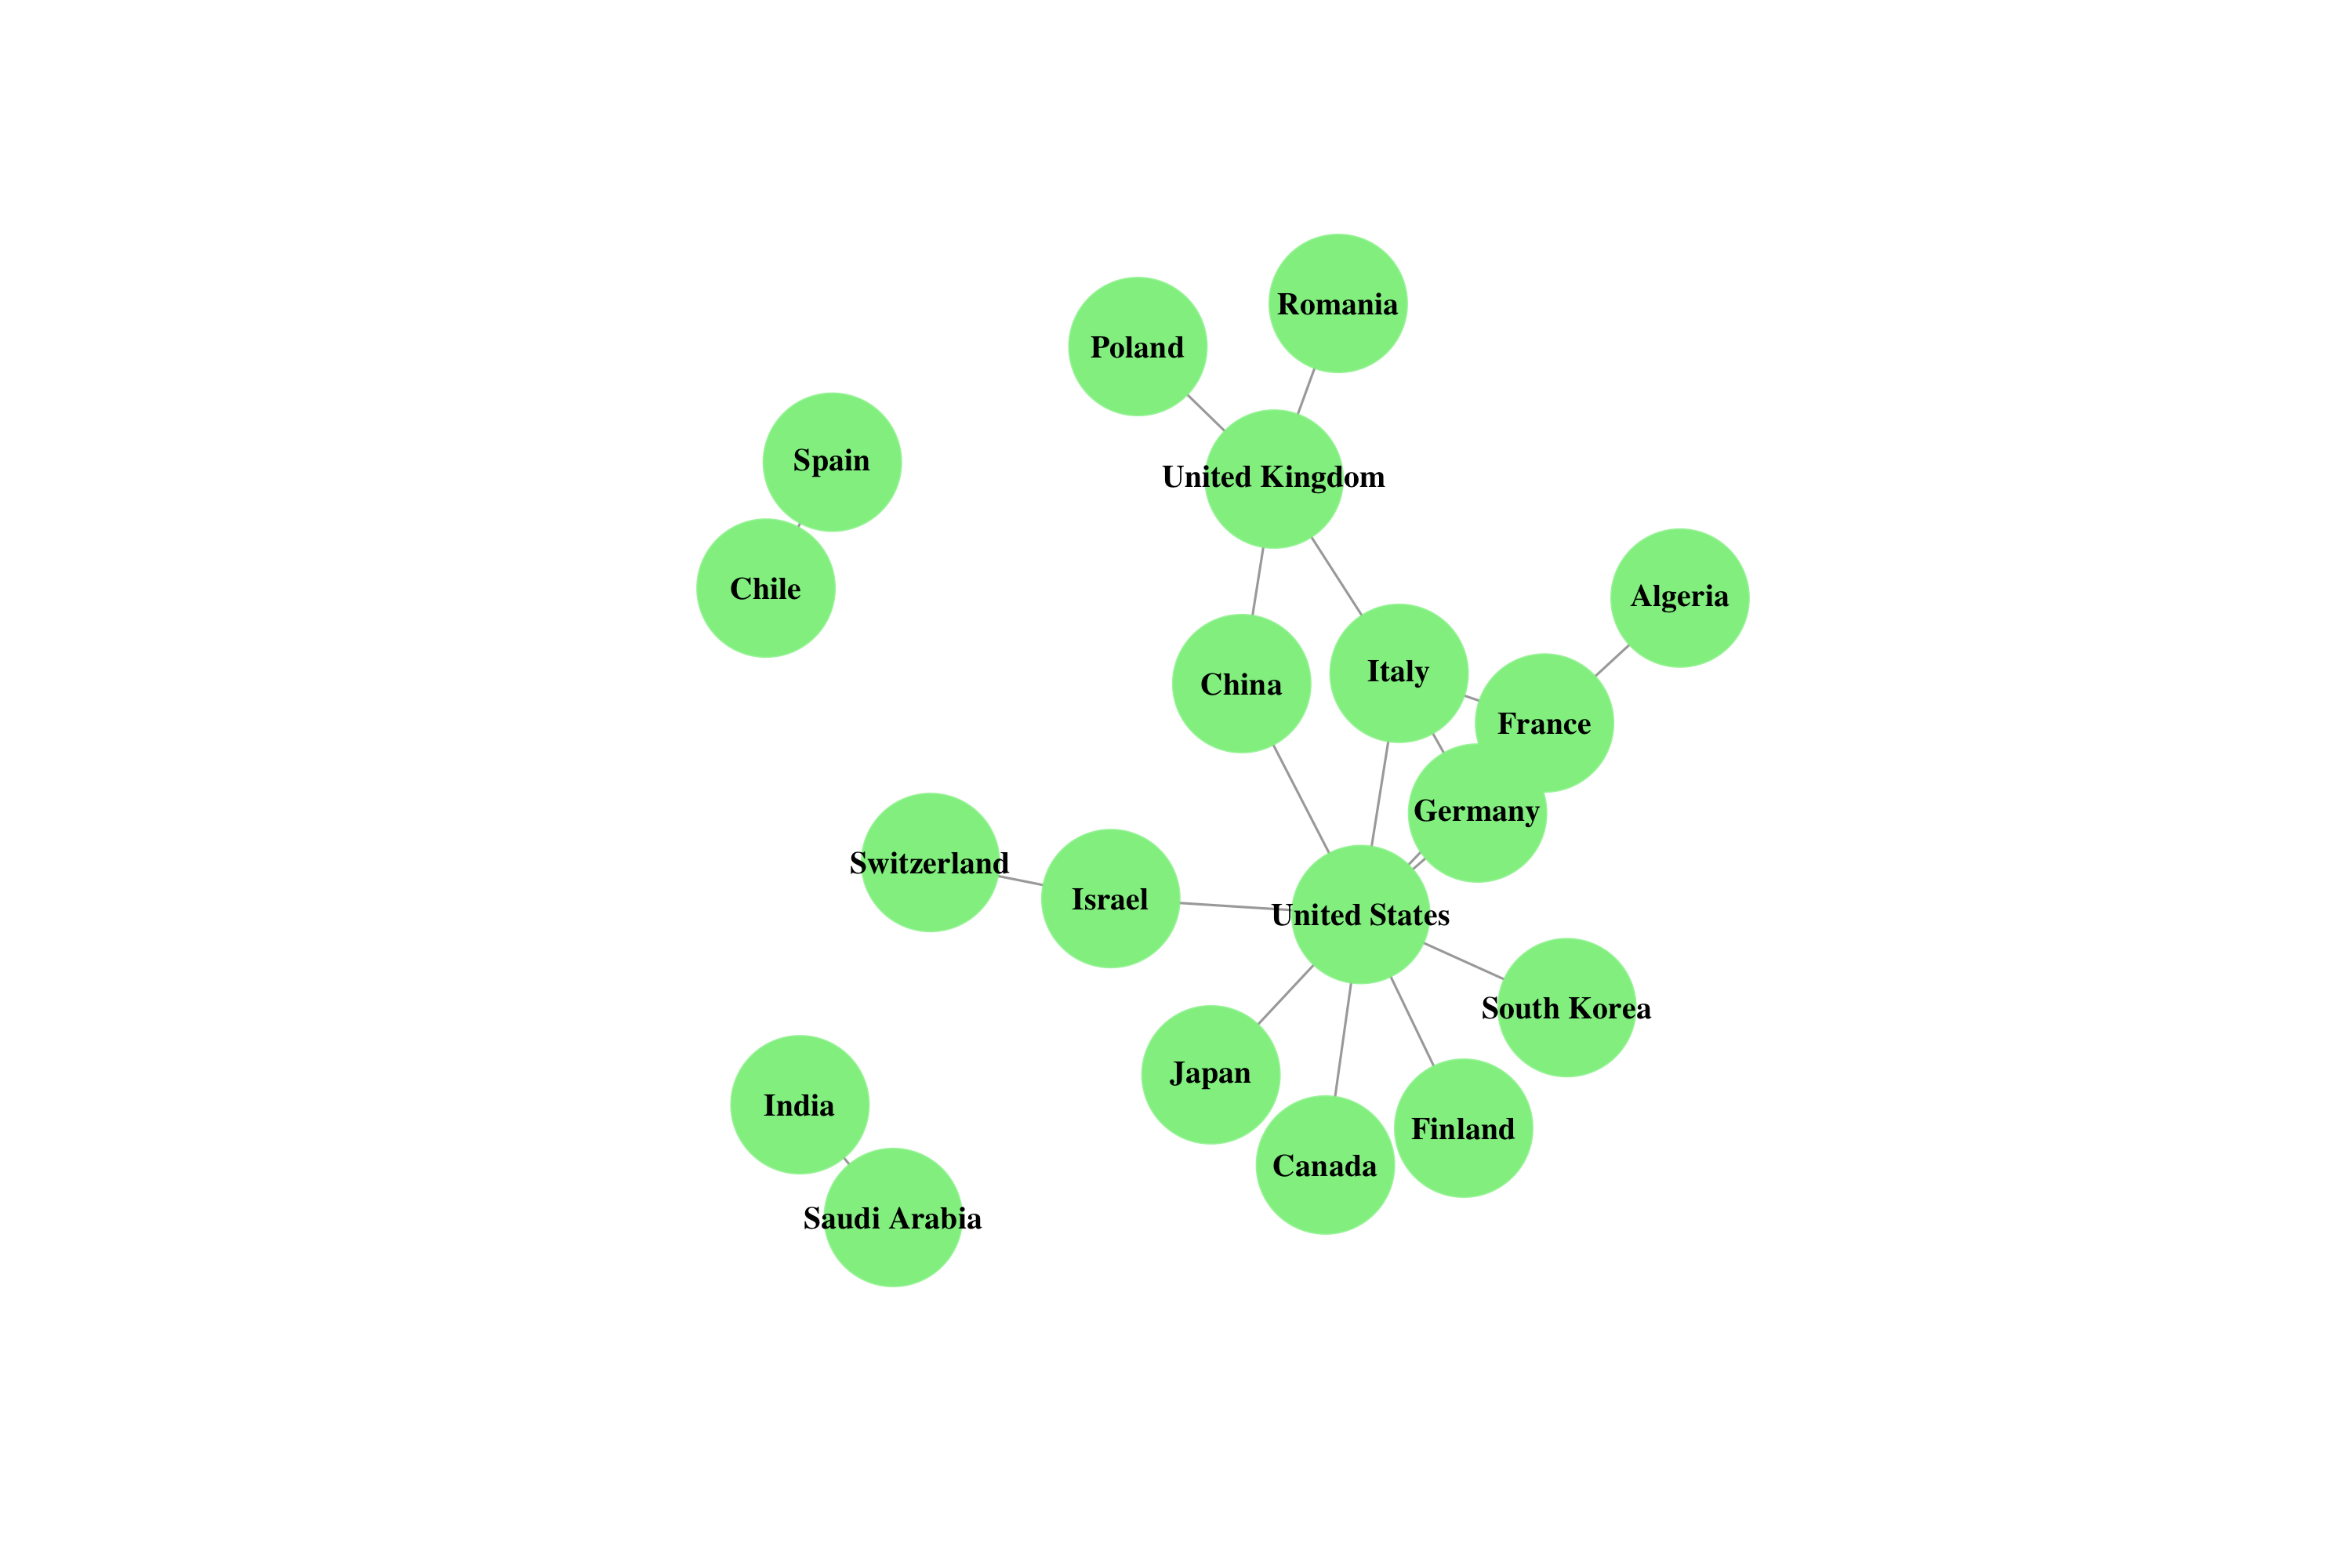 Romania
Poland
Spain
United Kingdom
Chile
Algeria
Italy
China
France
Germany
Switzerland
Israel
United States
South Korea
Japan
India
Finland
Canada
Saudi Arabia